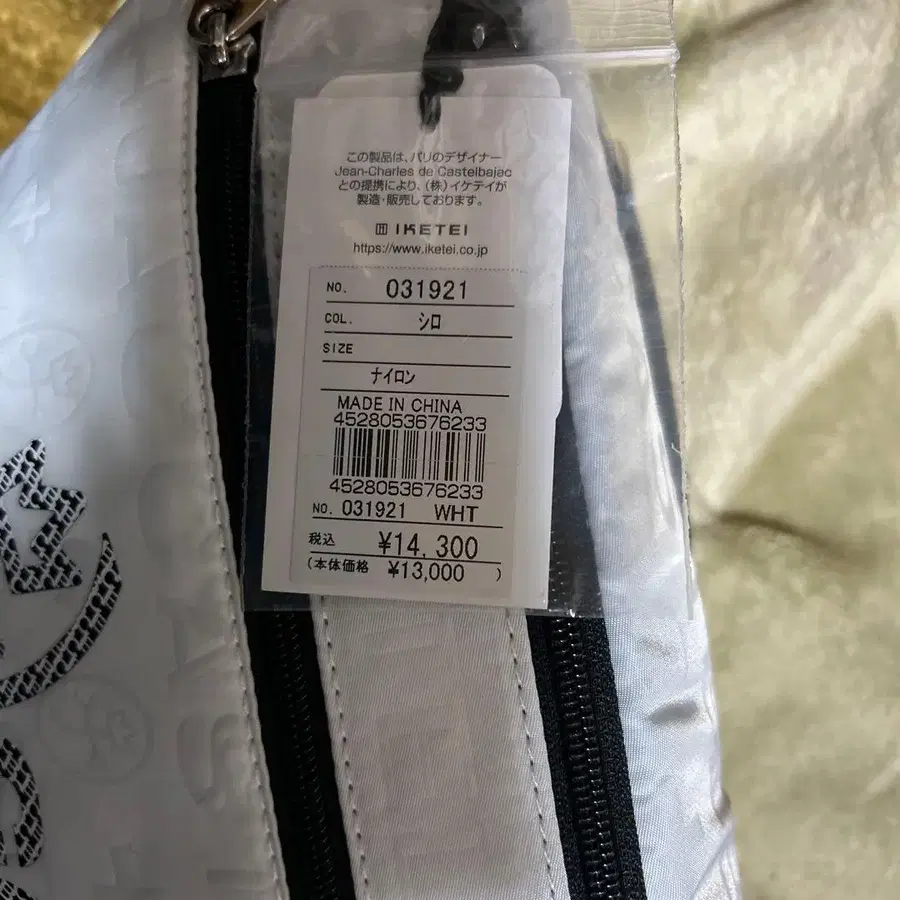 この製品は、パリのデザイナー
Jean-Charles de Castelbajac
との提携により、(株)イケテイが
製造・販売しております。
IKETEI
https://www.iketei.co.jp
NO. 031921
COL. シロ
SIZE
ナイロン
MADE IN CHINA
4528053676233
4528053676233
NO. 031921 WHT
税込 ¥14,300
(本体価格 ¥13,000 )